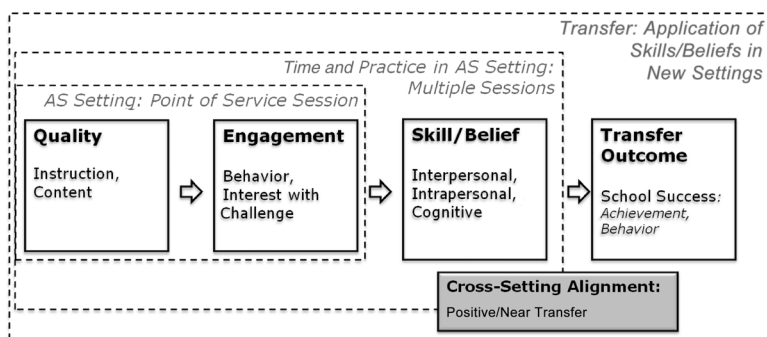 Transfer: Application of
Skills/Beliefs in
New Settings
Time and Practice in AS Setting:
Multiple Sessions
AS Setting: Point of Service Session
Quality
Instruction,
Content
Engagement
Behavior,
Interest with
Challenge
Skill/Belief
Interpersonal,
Intrapersonal,
Cognitive
Transfer
Outcome
School Success:
Achievement,
Behavior
Cross-Setting Alignment:
Positive/Near Transfer